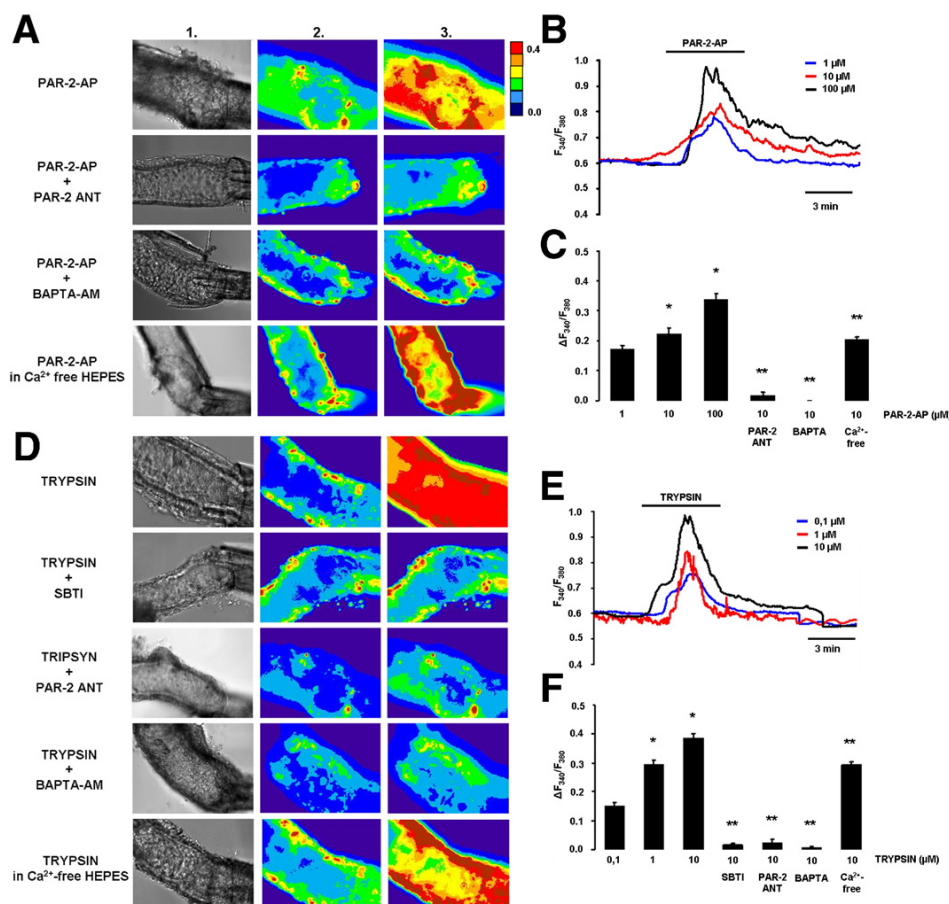 A
1.
2.
3.
PAR-2-AP
0.4
0.0
PAR-2-AP
+
PAR-2 ANT
PAR-2-AP
+
BAPTA-AM
PAR-2-AP
in Ca²⁺ free HEPES
B
PAR-2-AP
1 µM
10 µM
100 µM
1.0
0.9
0.8
0.7
0.6
0.5
0.4
F₃₄₀/F₃₈₀
3 min
C
0.5
0.4
0.3
0.2
0.1
0.0
ΔF₃₄₀/F₃₈₀
* * ** ** **
1 10 100 10 10 10 PAR-2-AP (µM)
PAR-2 ANT BAPTA Ca²⁺-free
D
TRYPSIN
TRYPSIN
+
SBTI
TRIPSYN
+
PAR-2 ANT
TRYPSIN
+
BAPTA-AM
TRYPSIN
in Ca²⁺-free HEPES
E
TRYPSIN
0,1 µM
1 µM
10 µM
1.0
0.9
0.8
0.7
0.6
0.5
0.4
F₃₄₀/F₃₈₀
3 min
F
0.5
0.4
0.3
0.2
0.1
0.0
ΔF₃₄₀/F₃₈₀
* * ** ** ** **
0,1 1 10 10 10 10 10 TRYPSIN (µM)
SBTI PAR-2 ANT BAPTA Ca²⁺-free